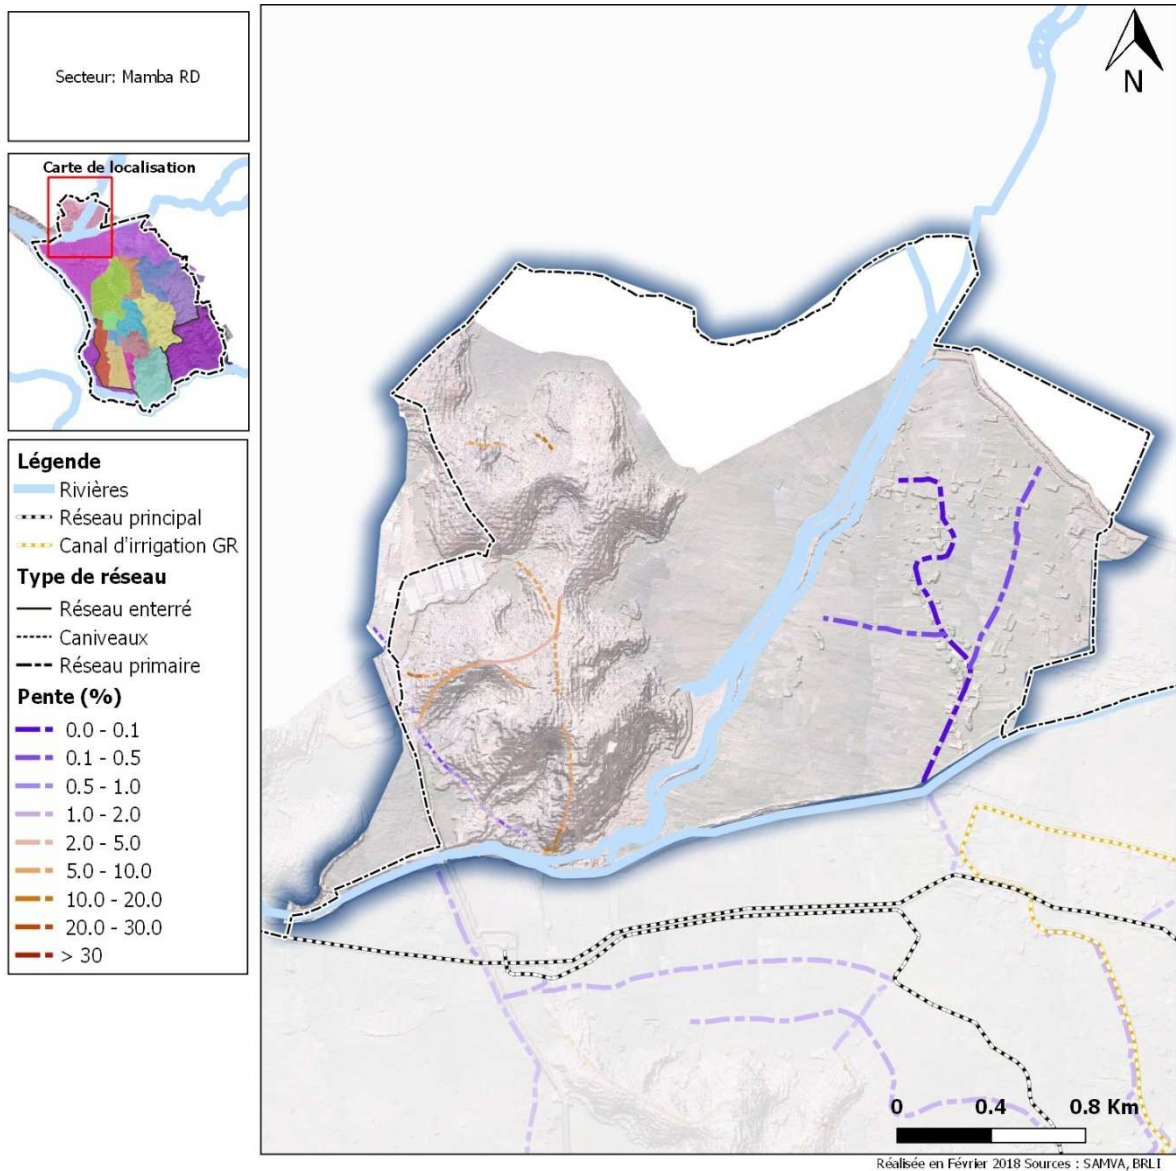 Secteur: Mamba RD
Carte de localisation
Légende
Rivières
Réseau principal
Canal d'irrigation GR
Type de réseau
Réseau enterré
Caniveaux
Réseau primaire
Pente (%)
0.0 - 0.1
0.1 - 0.5
0.5 - 1.0
1.0 - 2.0
2.0 - 5.0
5.0 - 10.0
10.0 - 20.0
20.0 - 30.0
> 30
N
0 0.4 0.8 Km
Réalisée en Février 2018 Sources : SAMVA, BRLI